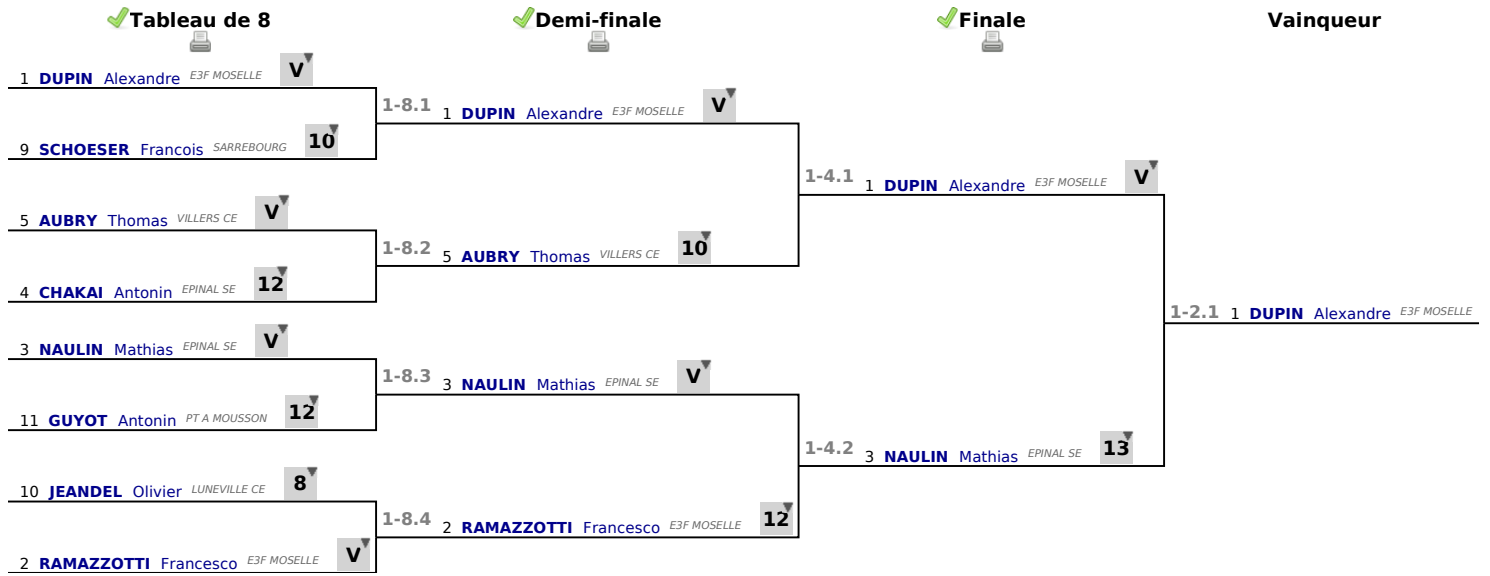 Tableau de 8
Demi-finale
Finale
Vainqueur
1 DUPIN Alexandre E3F MOSELLE V
9 SCHOESER Francois SARREBOURG 10
5 AUBRY Thomas VILLERS CE V
4 CHAKAI Antonin EPINAL SE 12
3 NAULIN Mathias EPINAL SE V
11 GUYOT Antonin PT A MOUSSON 12
10 JEANDEL Olivier LUNEVILLE CE 8
2 RAMAZZOTTI Francesco E3F MOSELLE V
1-8.1 1 DUPIN Alexandre E3F MOSELLE V
1-8.2 5 AUBRY Thomas VILLERS CE 10
1-8.3 3 NAULIN Mathias EPINAL SE V
1-8.4 2 RAMAZZOTTI Francesco E3F MOSELLE 12
1-4.1 1 DUPIN Alexandre E3F MOSELLE V
1-4.2 3 NAULIN Mathias EPINAL SE 13
1-2.1 1 DUPIN Alexandre E3F MOSELLE